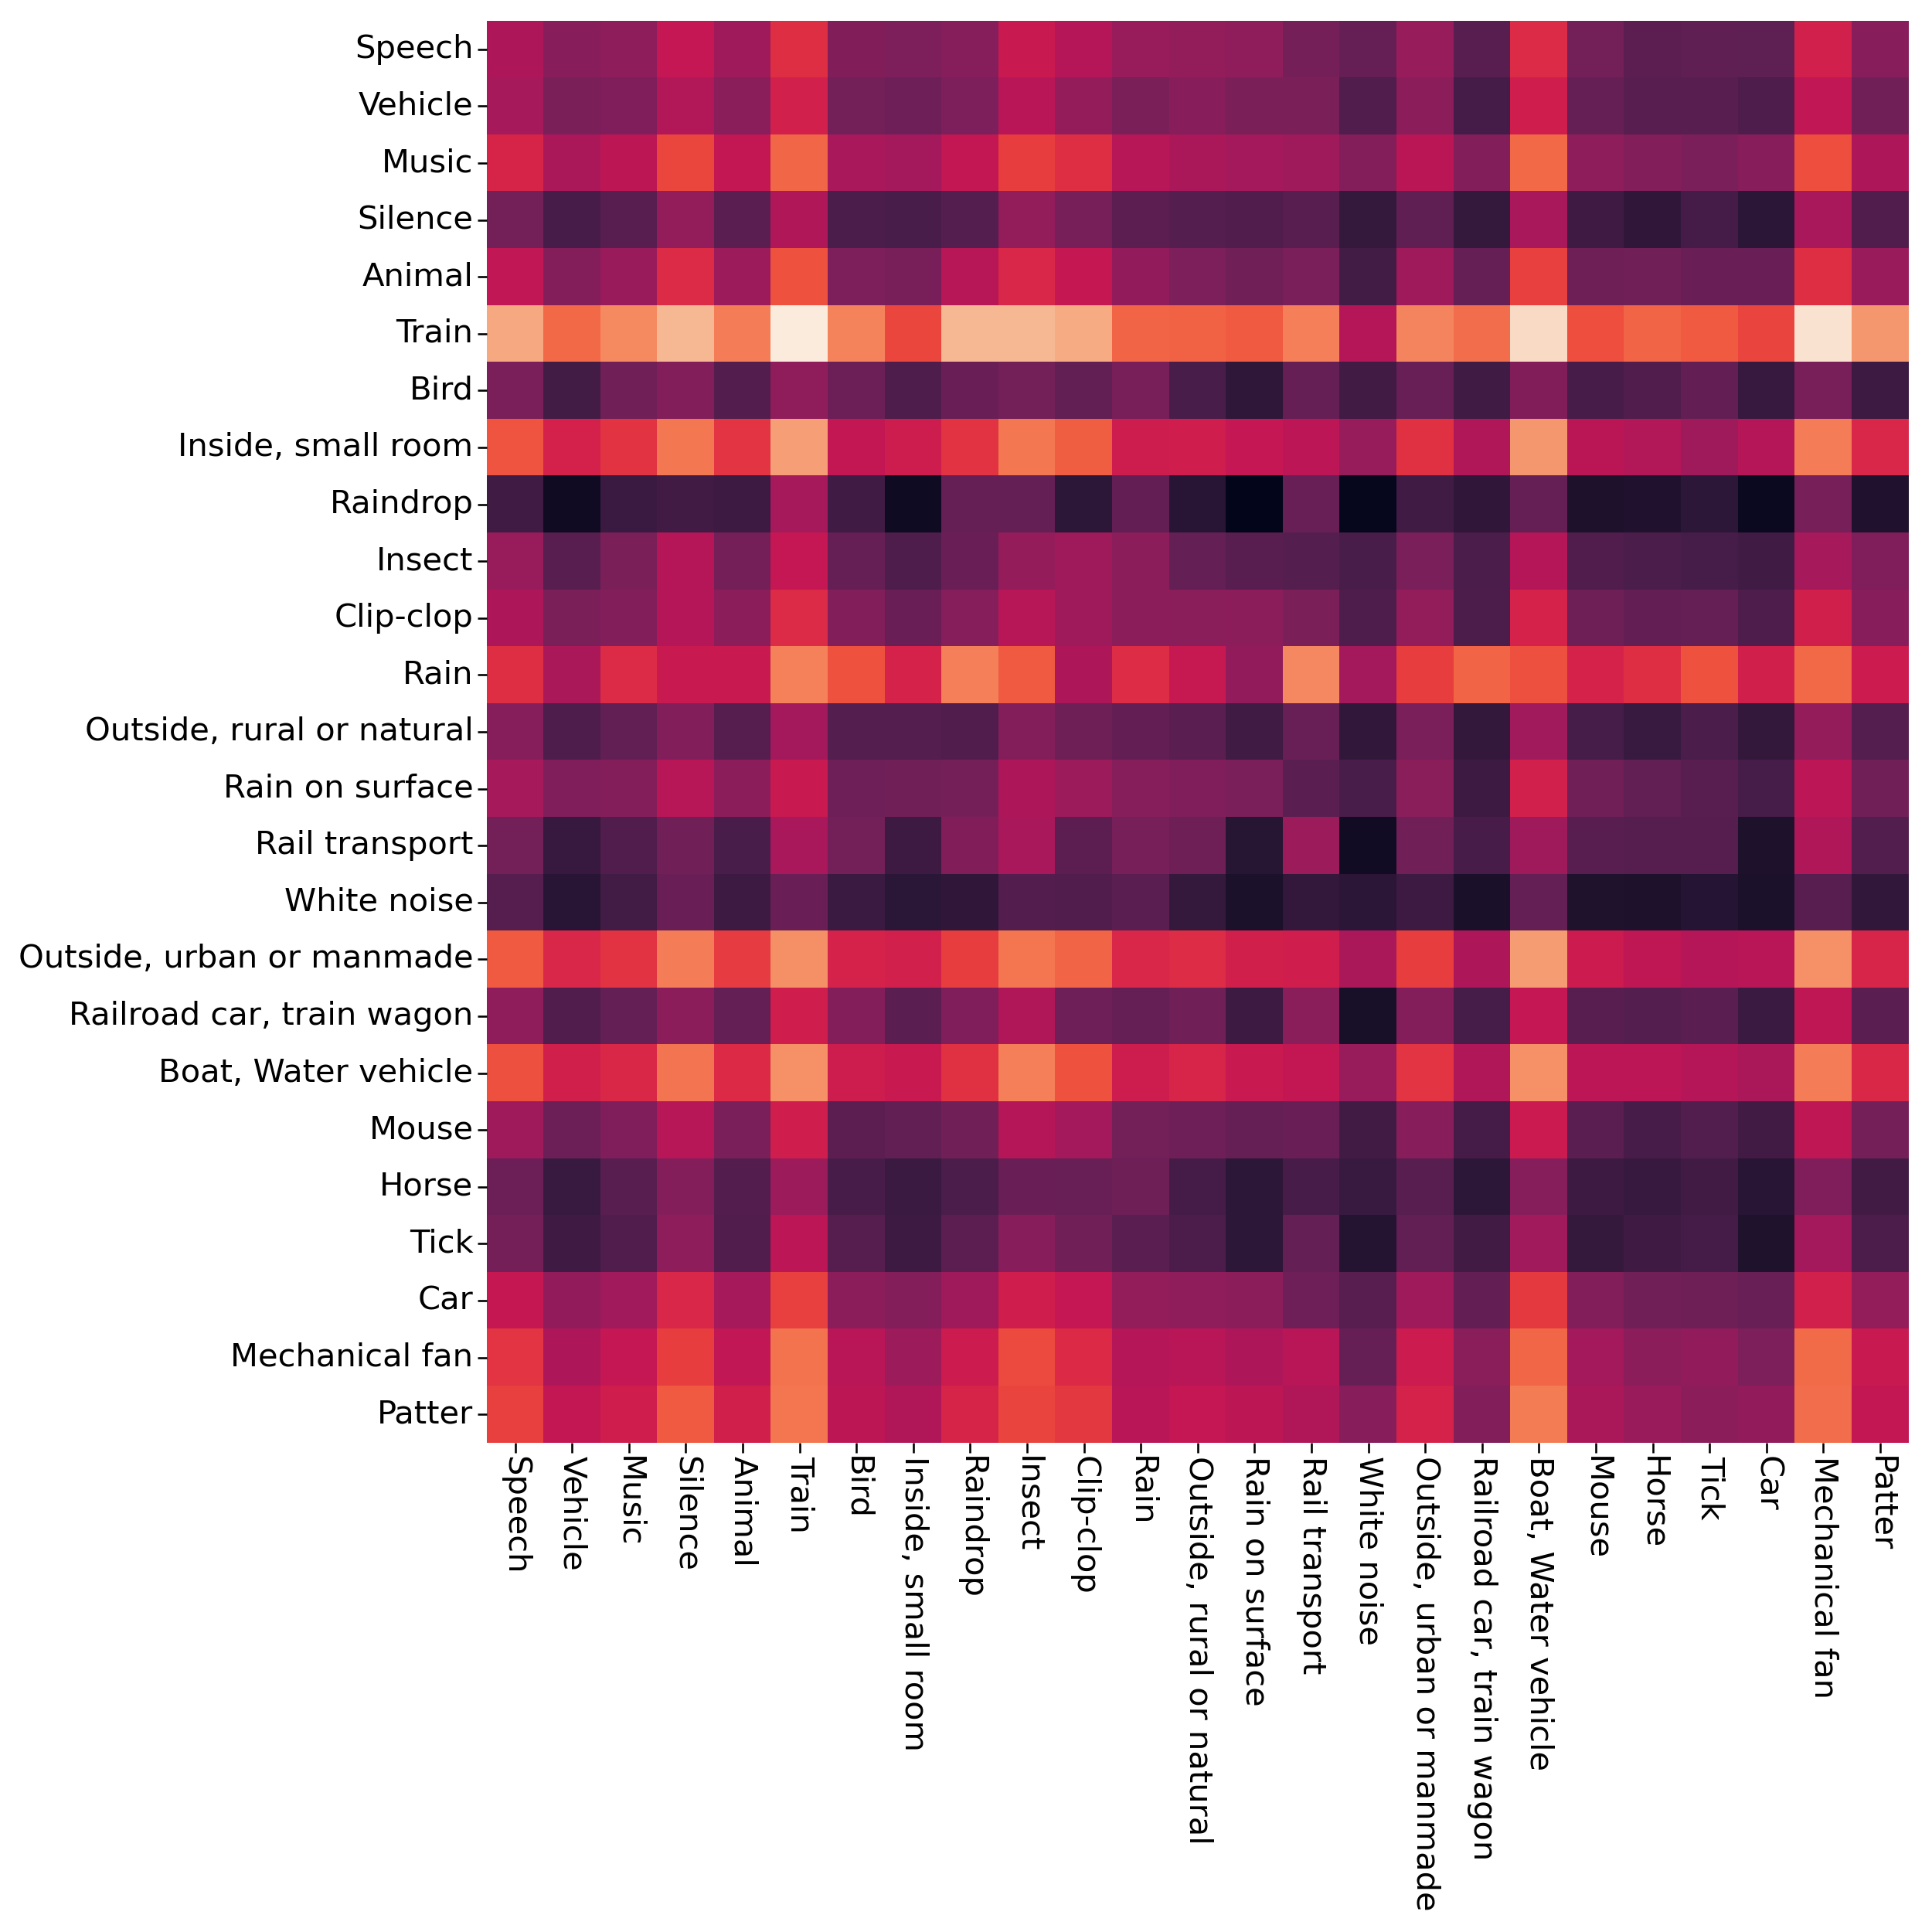 Speech
Vehicle
Music
Silence
Animal
Train
Bird
Inside, small room
Raindrop
Insect
Clip-clop
Rain
Outside, rural or natural
Rain on surface
Rail transport
White noise
Outside, urban or manmade
Railroad car, train wagon
Boat, Water vehicle
Mouse
Horse
Tick
Car
Mechanical fan
Patter
Speech
Vehicle
Music
Silence
Animal
Train
Bird
Inside, small room
Raindrop
Insect
Clip-clop
Rain
Outside, rural or natural
Rain on surface
Rail transport
White noise
Outside, urban or manmade
Railroad car, train wagon
Boat, Water vehicle
Mouse
Horse
Tick
Car
Mechanical fan
Patter